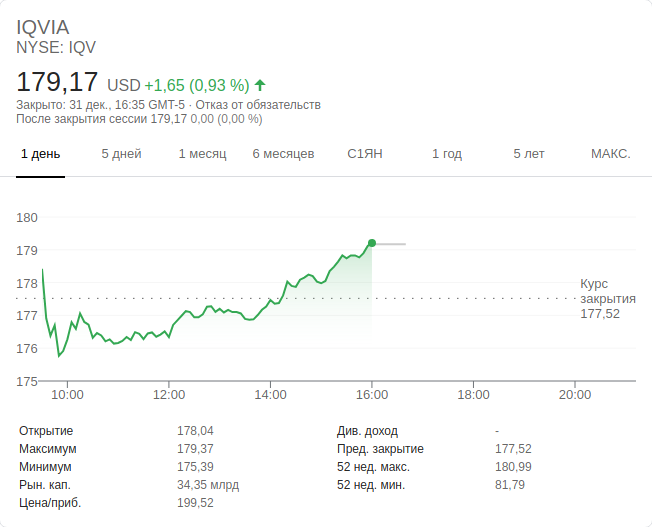 IQVIA
NYSE: IQV
179,17 USD +1,65 (0,93 %)
Закрыто: 31 дек., 16:35 GMT-5 · Отказ от обязательств
После закрытия сессии 179,17 0,00 (0,00 %)
1 день 5 дней 1 месяц 6 месяцев С1ЯН 1 год 5 лет МАКС.
180
179
178
177
176
175
Курс
закрытия
177,52
10:00 12:00 14:00 16:00 18:00 20:00
Открытие 178,04 Див. доход -
Максимум 179,37 Пред. закрытие 177,52
Минимум 175,39 52 нед. макс. 180,99
Рын. кап. 34,35 млрд 52 нед. мин. 81,79
Цена/приб. 199,52